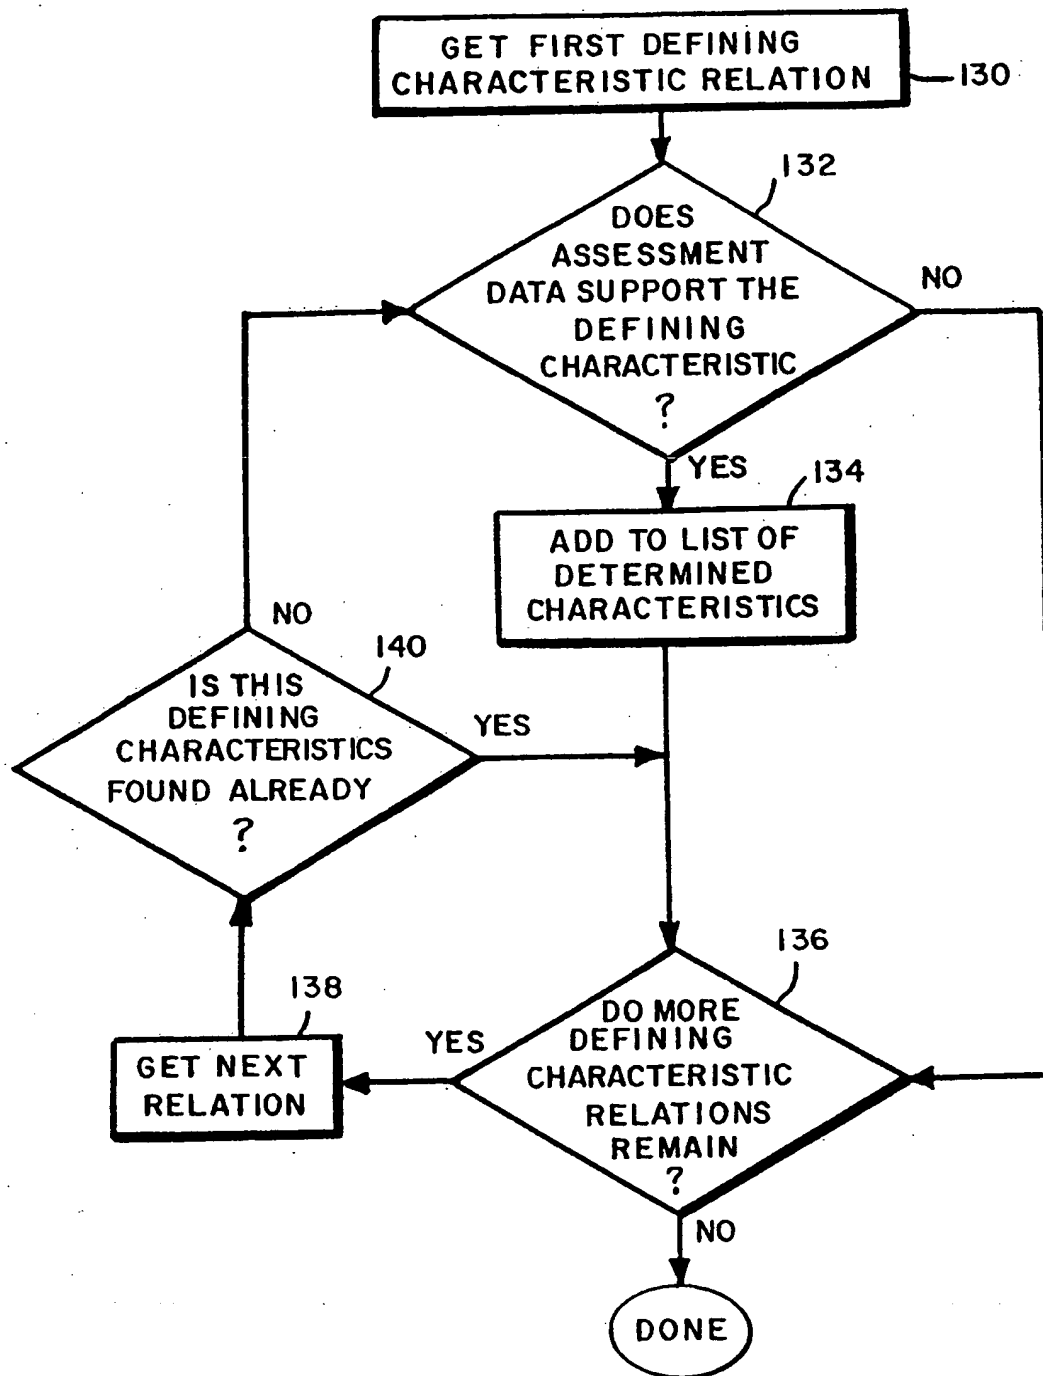 GET FIRST DEFINING
CHARACTERISTIC RELATION
130
132
DOES
ASSESSMENT
DATA SUPPORT THE
DEFINING
CHARACTERISTIC
?
NO
YES
134
ADD TO LIST OF
DETERMINED
CHARACTERISTICS
NO
140
IS THIS
DEFINING
CHARACTERISTICS
FOUND ALREADY
?
YES
136
DO MORE
DEFINING
CHARACTERISTIC
RELATIONS
REMAIN
?
YES
138
GET NEXT
RELATION
NO
DONE